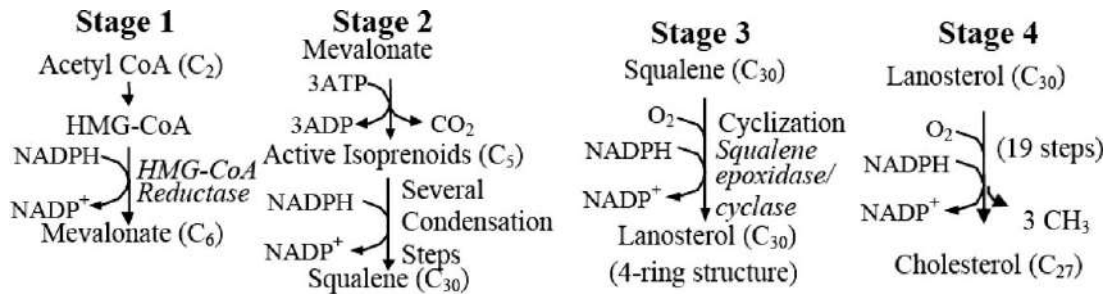 Stage 1
Acetyl CoA (C₂)
HMG-CoA
NADPH
HMG-CoA
Reductase
NADP⁺
Mevalonate (C₆)
Stage 2
Mevalonate
3ATP
3ADP
CO₂
Active Isoprenoids (C₅)
NADPH
Several
Condensation
NADP⁺
Steps
Squalene (C₃₀)
Stage 3
Squalene (C₃₀)
O₂
Cyclization
NADPH
Squalene
epoxidase/
NADP⁺
cyclase
Lanosterol (C₃₀)
(4-ring structure)
Stage 4
Lanosterol (C₃₀)
O₂
(19 steps)
NADPH
NADP⁺
3 CH₃
Cholesterol (C₂₇)